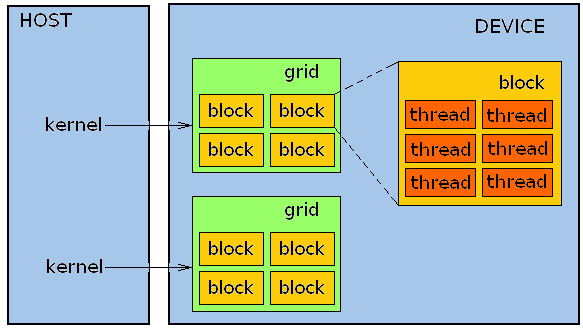 HOST
DEVICE
kernel
grid
block block
block block
block
thread thread
thread thread
thread thread
kernel
grid
block block
block block